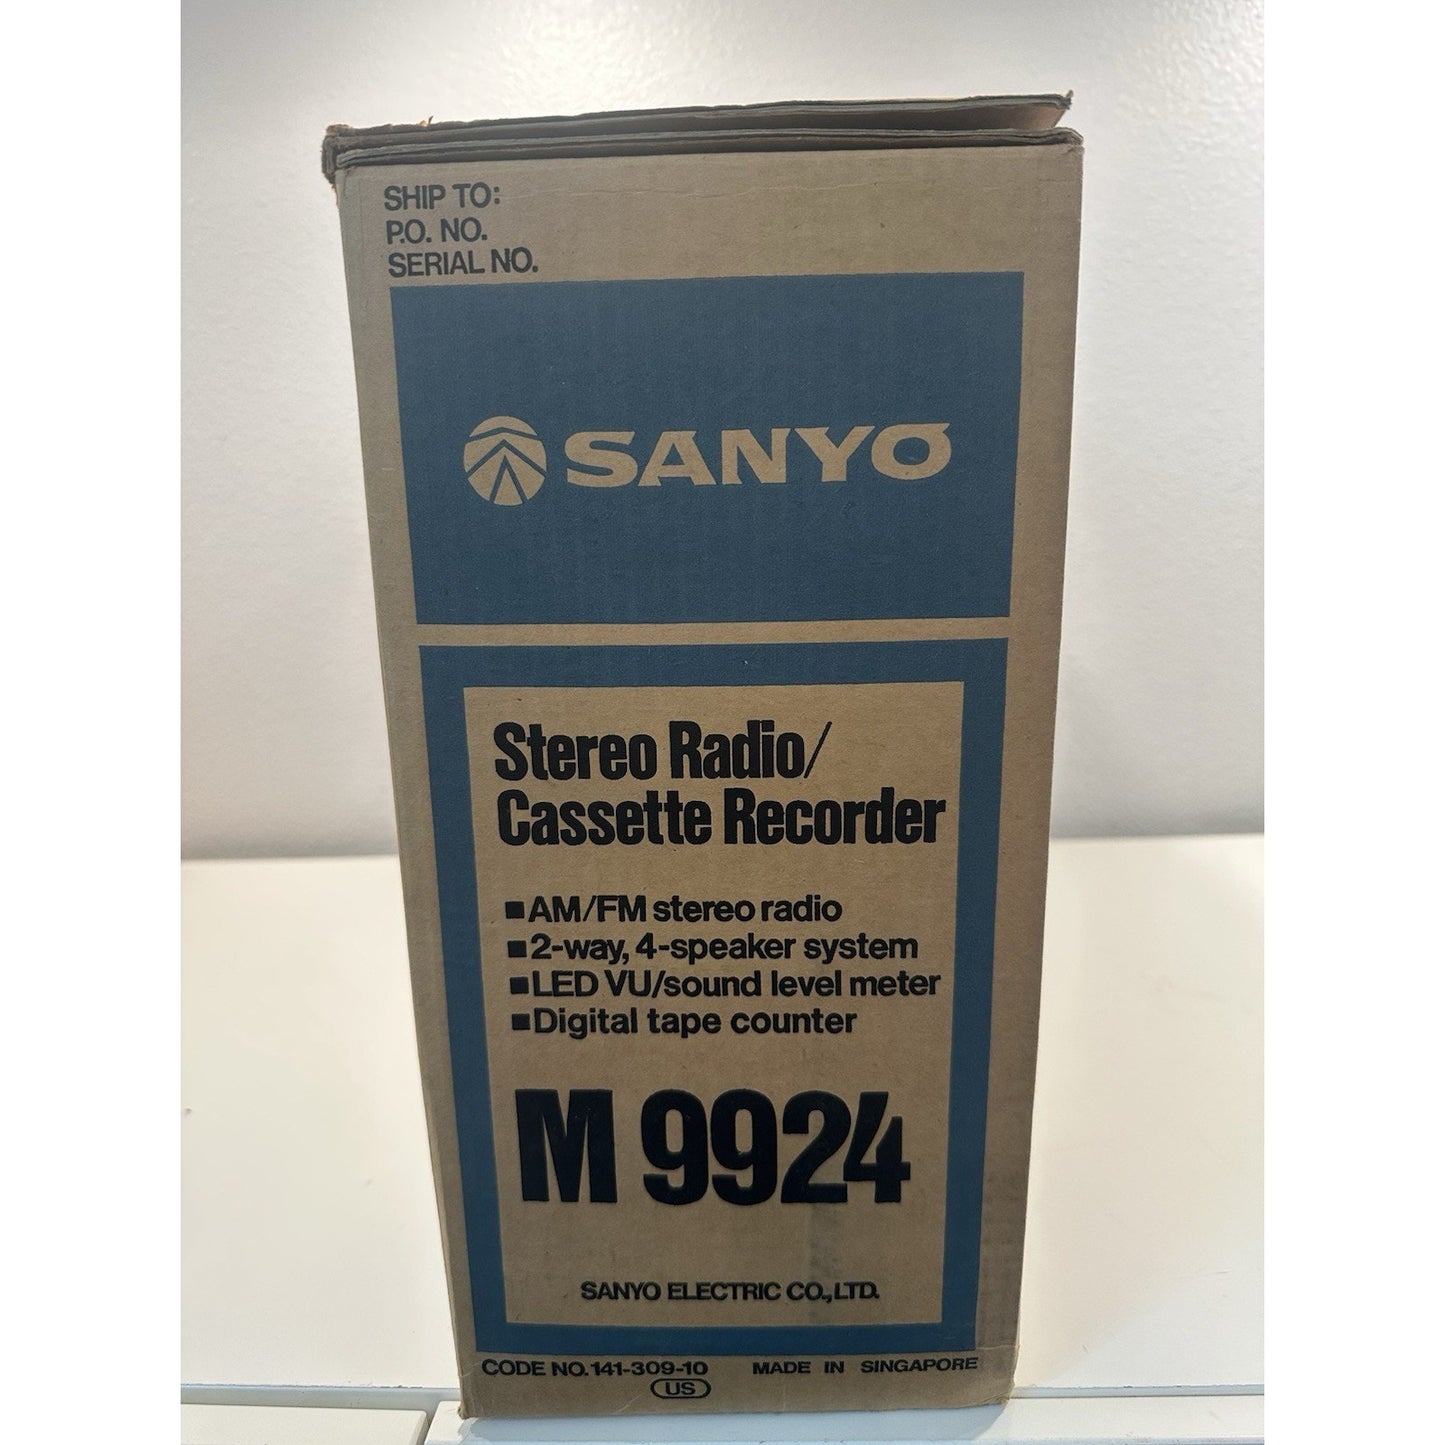 SHIP TO:
P.O. NO.
SERIAL NO.
SANYO
Stereo Radio/
Cassette Recorder
■AM/FM stereo radio
■2-way, 4-speaker system
■LED VU/sound level meter
■Digital tape counter
M 9924
SANYO ELECTRIC CO.,LTD.
CODE NO. 141-309-10 MADE IN SINGAPORE
US